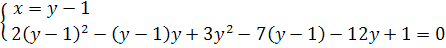 x = y − 1
2(y − 1)² − (y − 1)y + 3y² − 7(y − 1) − 12y + 1 = 0